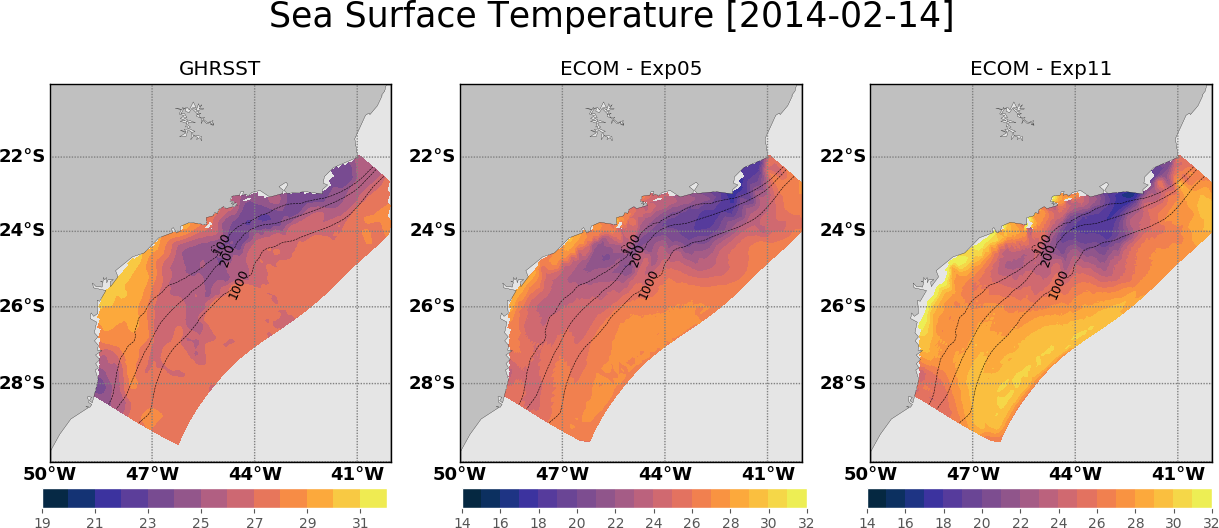 Sea Surface Temperature [2014-02-14]
GHRSST
ECOM - Exp05
ECOM - Exp11
22°S 22°S 22°S
24°S 24°S 24°S
26°S 26°S 26°S
28°S 28°S 28°S
100 100 100
200 200 200
1000 1000 1000
50°W 47°W 44°W 41°W 50°W 47°W 44°W 41°W 50°W 47°W 44°W 41°W
19 21 23 25 27 29 31 14 16 18 20 22 24 26 28 30 32 14 16 18 20 22 24 26 28 30 32